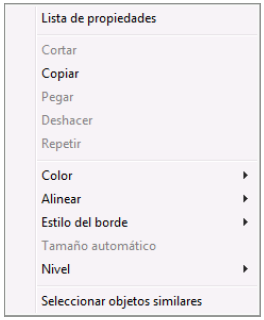 Lista de propiedades
Cortar
Copiar
Pegar
Deshacer
Repetir
Color
Alinear
Estilo del borde
Tamaño automático
Nivel
Seleccionar objetos similares